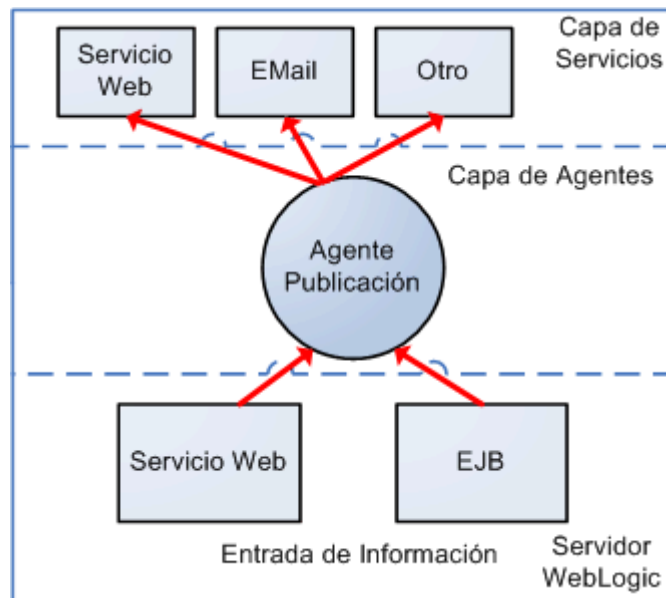 Capa de
Servicios
Servicio
Web
EMail
Otro
Capa de Agentes
Agente
Publicación
Servicio Web
EJB
Entrada de Información
Servidor
WebLogic